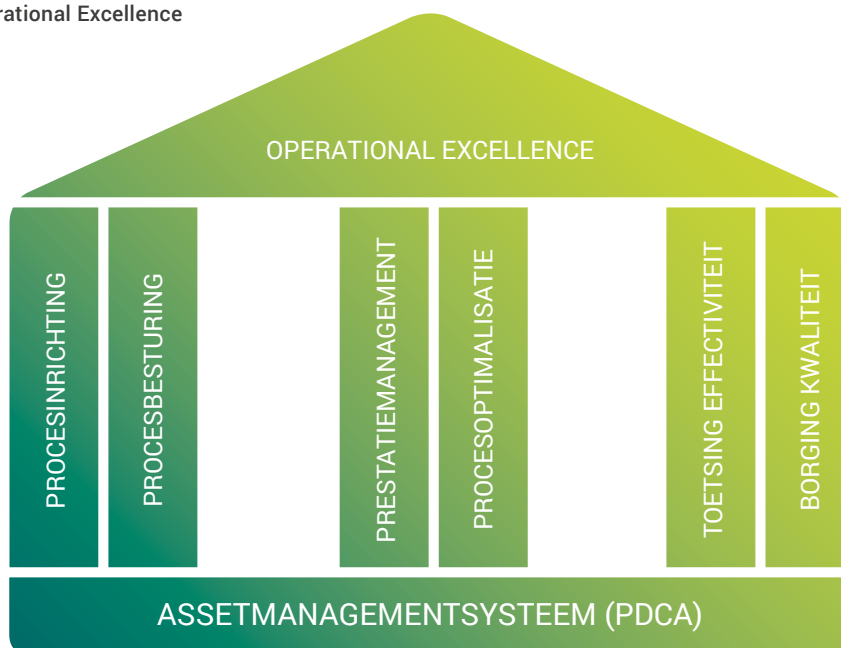 rational Excellence
OPERATIONAL EXCELLENCE
PROCESINRICHTING
PROCESBESTURING
PRESTATIEMANAGEMENT
PROCESOPTIMALISATIE
TOETSING EFFECTIVITEIT
BORGING KWALITEIT
ASSETMANAGEMENTSYSTEEM (PDCA)